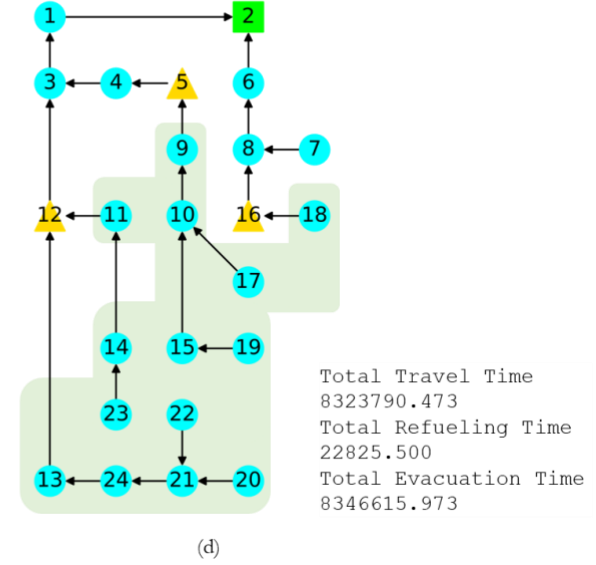 1 2
3 4 5 6
9 8 7
12 11 10 16 18
17
14 15 19
Total Travel Time
8323790.473
23 22
Total Refueling Time
22825.500
13 24 21 20
Total Evacuation Time
8346615.973
(d)